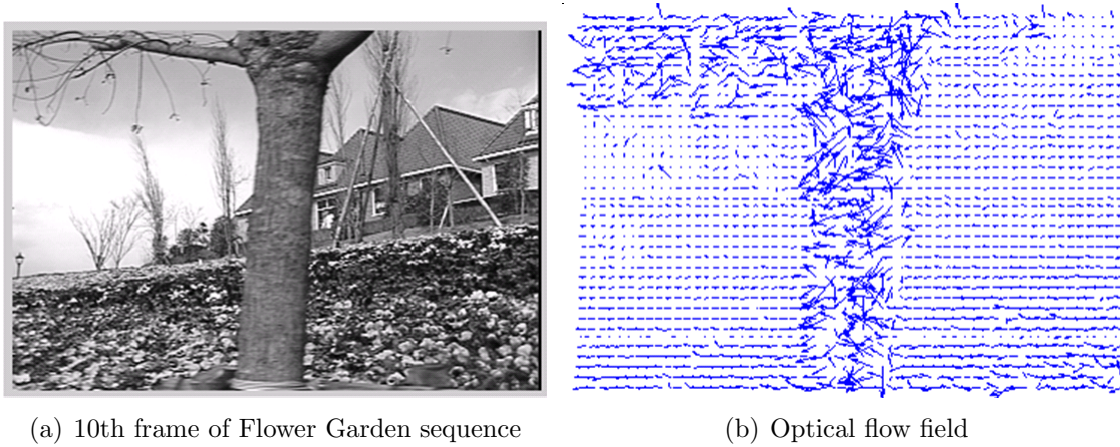 (a) 10th frame of Flower Garden sequence
(b) Optical flow field